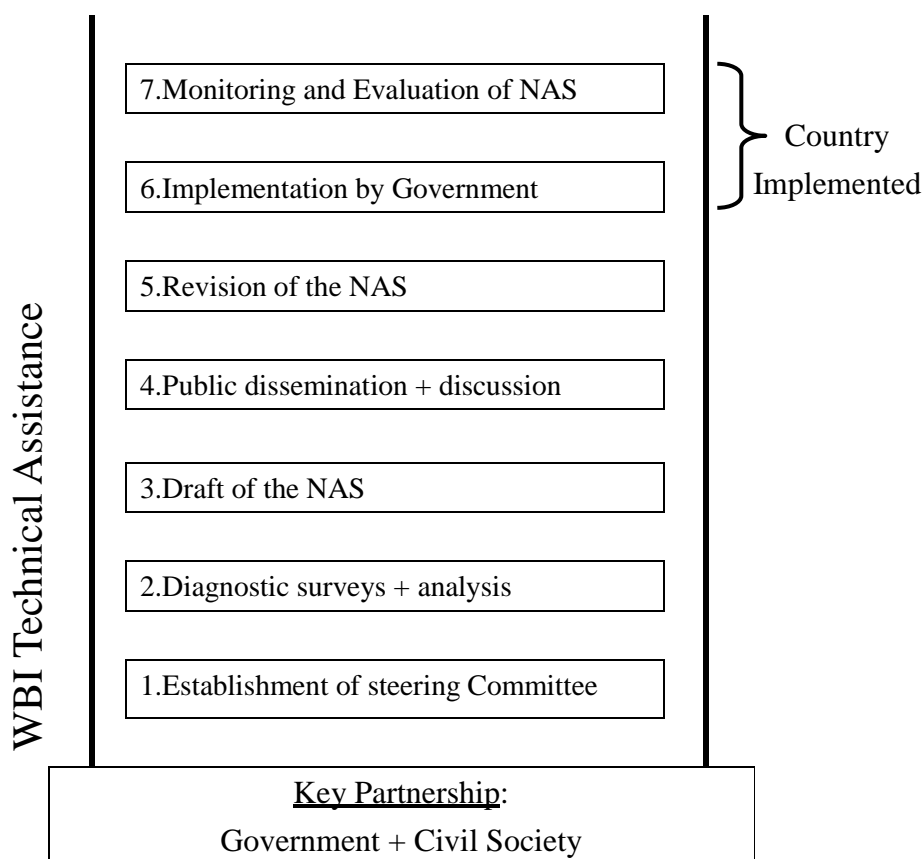 7.Monitoring and Evaluation of NAS
Country
Implemented
6.Implementation by Government
5.Revision of the NAS
4.Public dissemination + discussion
3.Draft of the NAS
2.Diagnostic surveys + analysis
1.Establishment of steering Committee
WBI Technical Assistance
Key Partnership:
Government + Civil Society